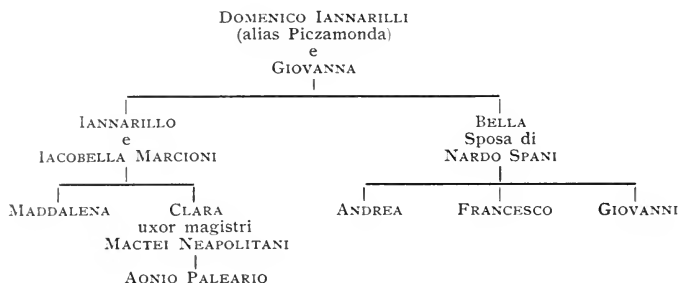 Domenico Iannarilli
(alias Piczamonda)
e
Giovanna
Iannarillo
e
Iacobella Marcioni
Bella
Sposa di
Nardo Spani
Maddalena
Clara
uxor magistri
Mactei Neapolitani
Aonio Paleario
Andrea
Francesco
Giovanni